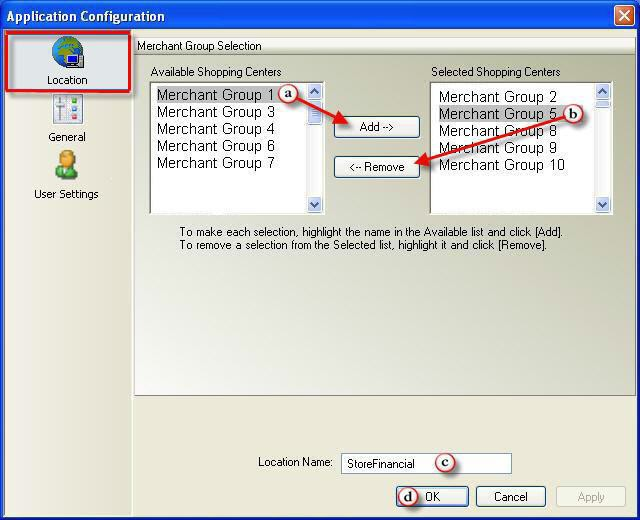 Application Configuration
Location
General
User Settings
Merchant Group Selection
Available Shopping Centers
Merchant Group 1
a
Merchant Group 3
Merchant Group 4
Merchant Group 6
Merchant Group 7
Add -->
<-- Remove
Selected Shopping Centers
Merchant Group 2
Merchant Group 5
b
Merchant Group 8
Merchant Group 9
Merchant Group 10
To make each selection, highlight the name in the Available list and click [Add].
To remove a selection from the Selected list, highlight it and click [Remove].
Location Name: StoreFinancial
c
d
OK
Cancel
Apply